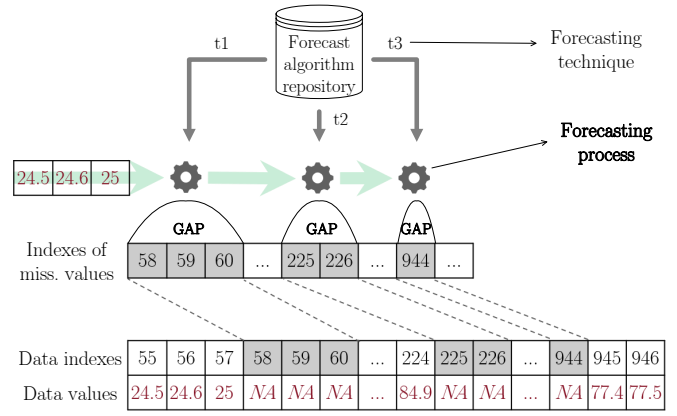 t1
Forecast
algorithm
repository
t3
Forecasting
technique
t2
Forecasting
process
24.5 24.6 25
GAP GAP GAP
Indexes of
miss. values
58 59 60 ... 225 226 ... 944 ...
Data indexes 55 56 57 58 59 60 ... 224 225 226 ... 944 945 946
Data values 24.5 24.6 25 NA NA NA ... 84.9 NA NA ... NA 77.4 77.5